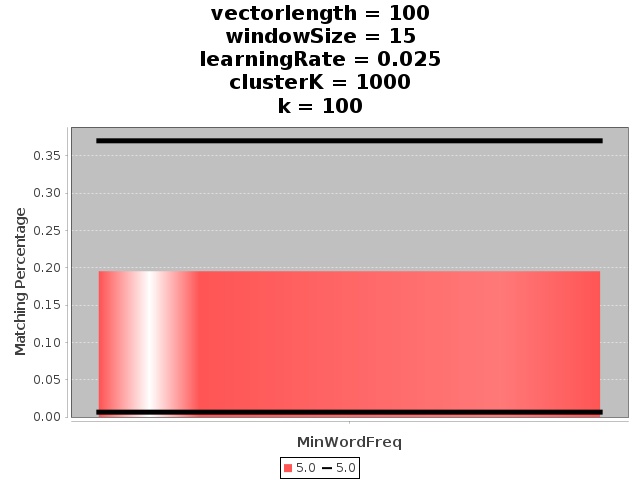 vectorlength = 100
windowSize = 15
learningRate = 0.025
clusterK = 1000
k = 100
Matching Percentage
0.35
0.30
0.25
0.20
0.15
0.10
0.05
0.00
MinWordFreq
5.0 5.0